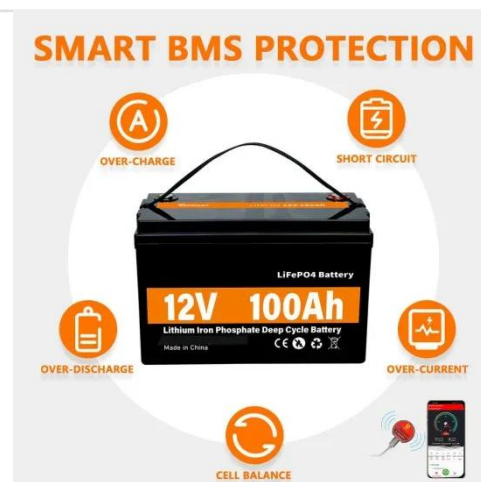 SMART BMS PROTECTION
OVER-CHARGE
SHORT CIRCUIT
LiFePO4 Battery
12V 100Ah
Lithium Iron Phosphate Deep Cycle Battery
Made in China
CE
OVER-DISCHARGE
OVER-CURRENT
CELL BALANCE